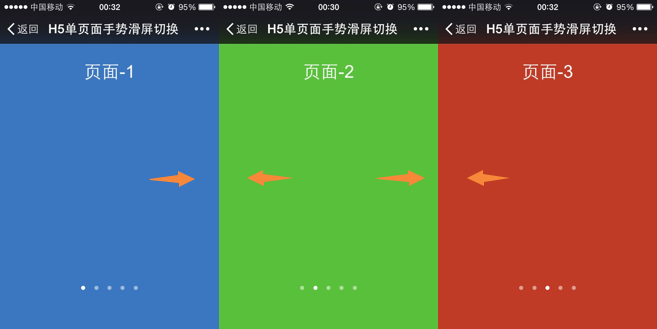 中国移动 00:32 95%
返回 H5单页面手势滑屏切换
页面-1
中国移动 00:30 95%
返回 H5单页面手势滑屏切换
页面-2
中国移动 00:32 95%
返回 H5单页面手势滑屏切换
页面-3